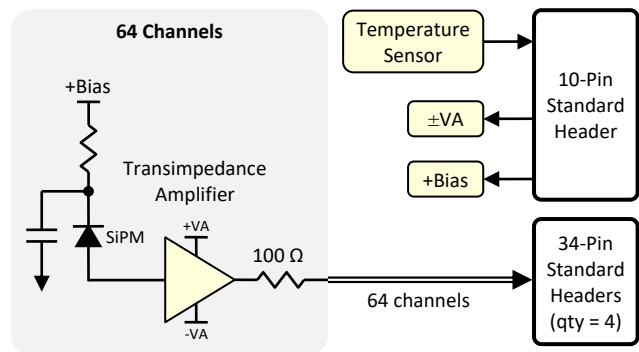 64 Channels
+Bias
Transimpedance
Amplifier
SiPM
+VA
-VA
100 Ω
64 channels
Temperature
Sensor
±VA
+Bias
10-Pin
Standard
Header
34-Pin
Standard
Headers
(qty = 4)